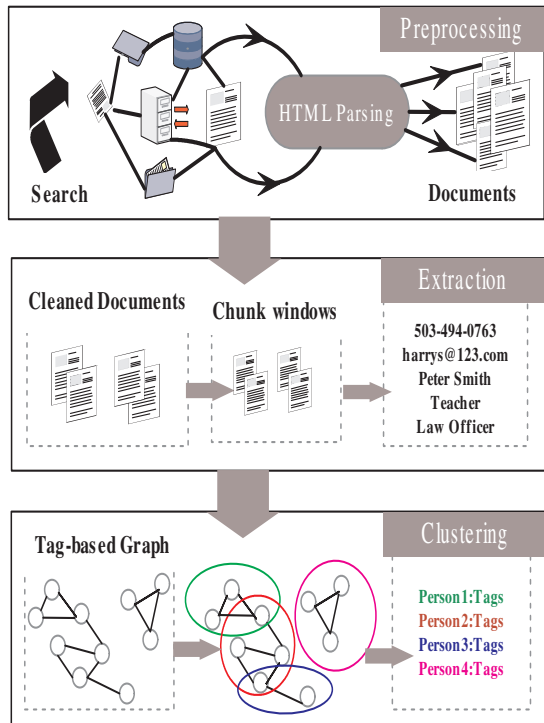 Preprocessing
HTML Parsing
Search
Documents
Extraction
Cleaned Documents
Chunk windows
503-494-0763
harrys@123.com
Peter Smith
Teacher
Law Officer
Clustering
Tag-based Graph
Person1:Tags
Person2:Tags
Person3:Tags
Person4:Tags